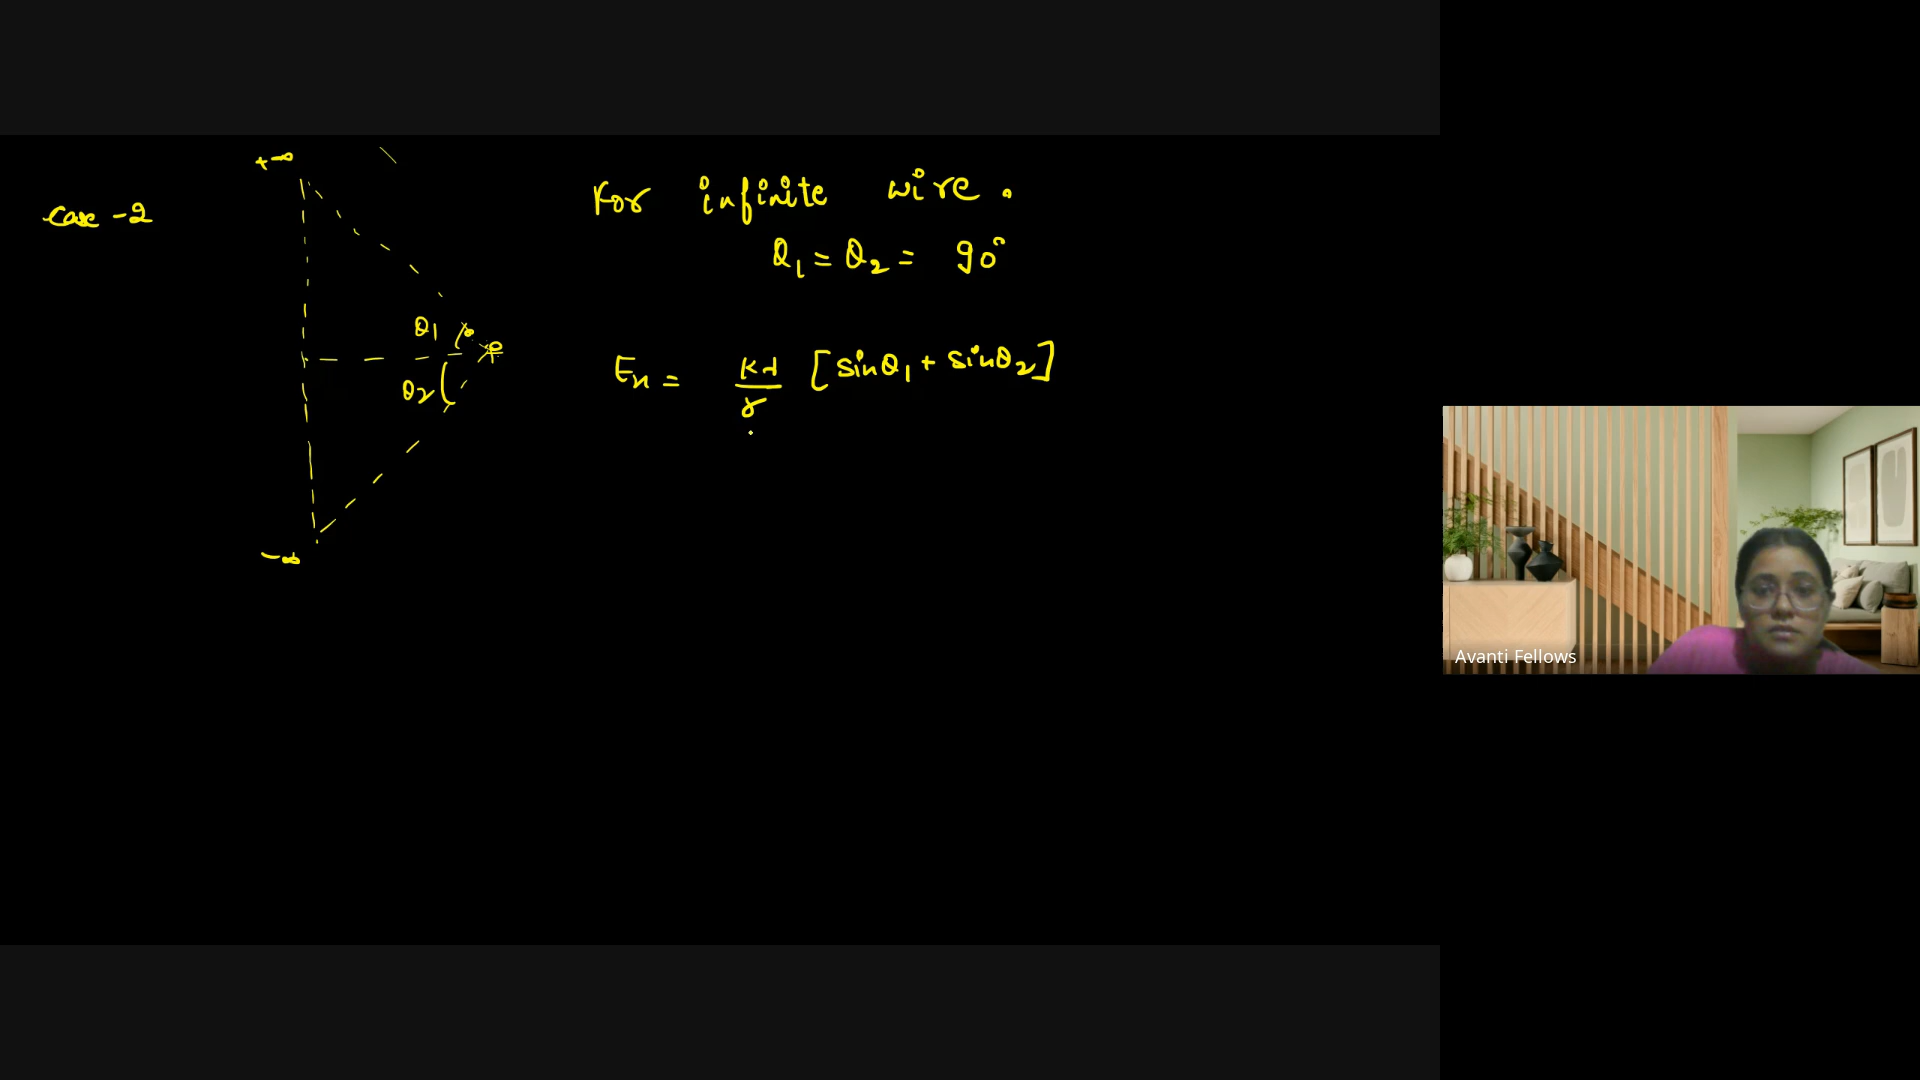 +∞
case -2
For infinite wire.
θ1 = θ2 = 90°
θ1
P
θ2
Ex = Kλ/r [sinθ1 + sinθ2]
-∞
Avanti Fellows